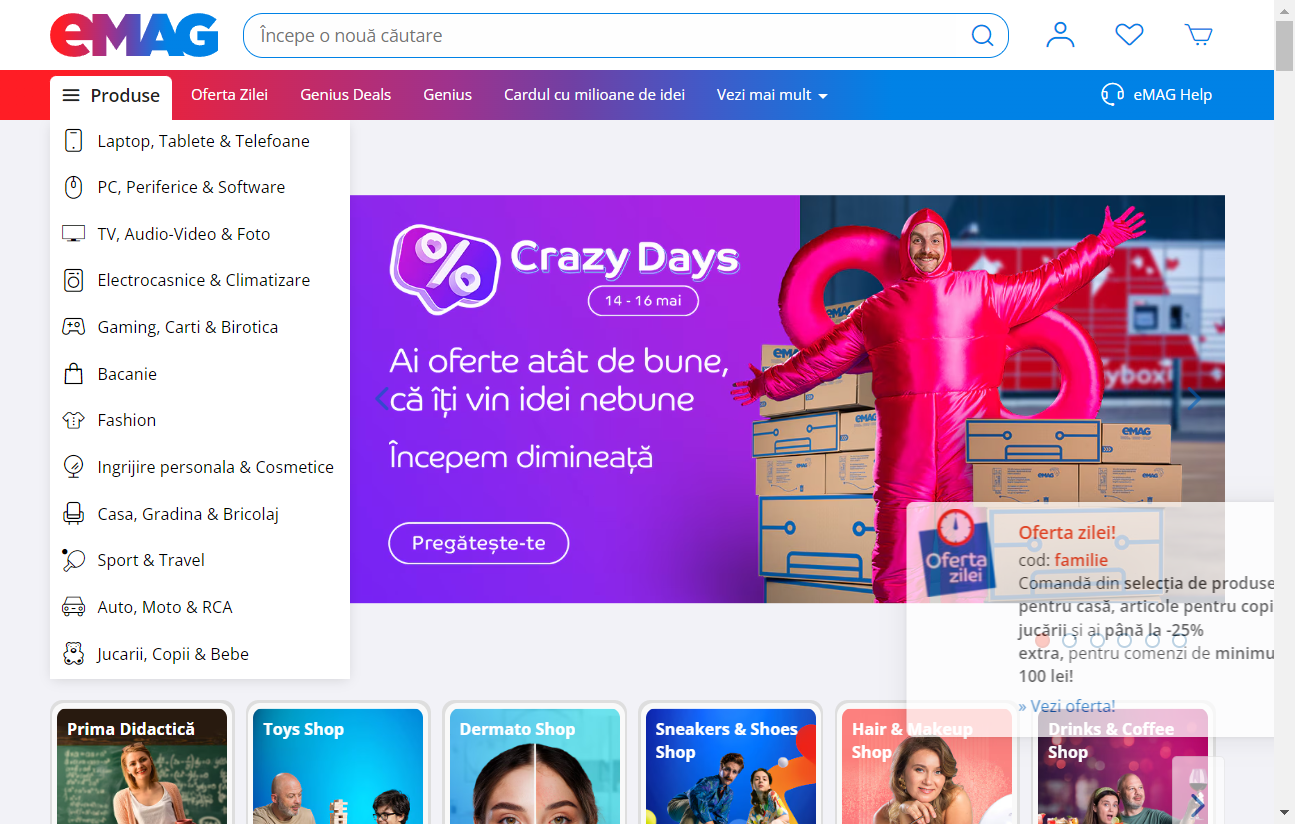 eMAG
Începe o nouă căutare
Produse
Oferta Zilei
Genius Deals
Genius
Cardul cu milioane de idei
Vezi mai mult
eMAG Help
Laptop, Tablete & Telefoane
PC, Periferice & Software
TV, Audio-Video & Foto
Electrocasnice & Climatizare
Gaming, Carti & Birotica
Bacanie
Fashion
Ingrijire personala & Cosmetice
Casa, Gradina & Bricolaj
Sport & Travel
Auto, Moto & RCA
Jucarii, Copii & Bebe
%
Crazy Days
14 - 16 mai
Ai oferte atât de bune,
că îți vin idei nebune
Începem dimineață
Pregătește-te
eMAG
eMAG
eMAG
eMAG
ybox
Oferta
zilei
Oferta zilei!
cod: familie
Comandă din selecția de produse
pentru casă, articole pentru copi
jucării și ai până la -25%
extra, pentru comenzi de minimu
100 lei!
» Vezi oferta!
Prima Didactică
Toys Shop
Dermato Shop
Sneakers & Shoes
Shop
Hair & Makeup
Shop
Drinks & Coffee
Shop